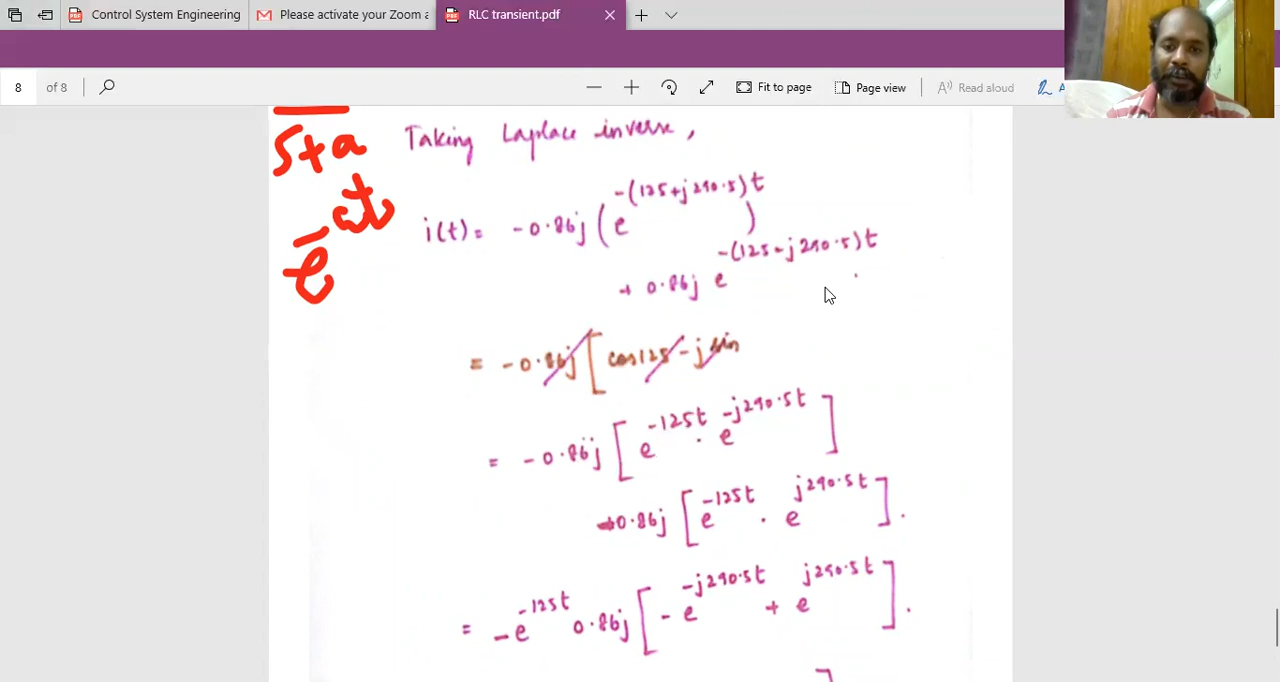 Control System Engineering
Please activate your Zoom a
RLC transient.pdf
8 of 8
Fit to page
Page view
Read aloud
S+a
e^-at
Taking Laplace inverse,
i(t) = -0.86j (e^-(125+j290.5)t)
+ 0.86j e^-(125-j290.5)t
= -0.86j [cos125 - j sin
= -0.86j [e^-125t . e^-j290.5t]
+0.86j [e^-125t . e^j290.5t].
= -e^-125t 0.86j [-e^-j290.5t + e^j290.5t].